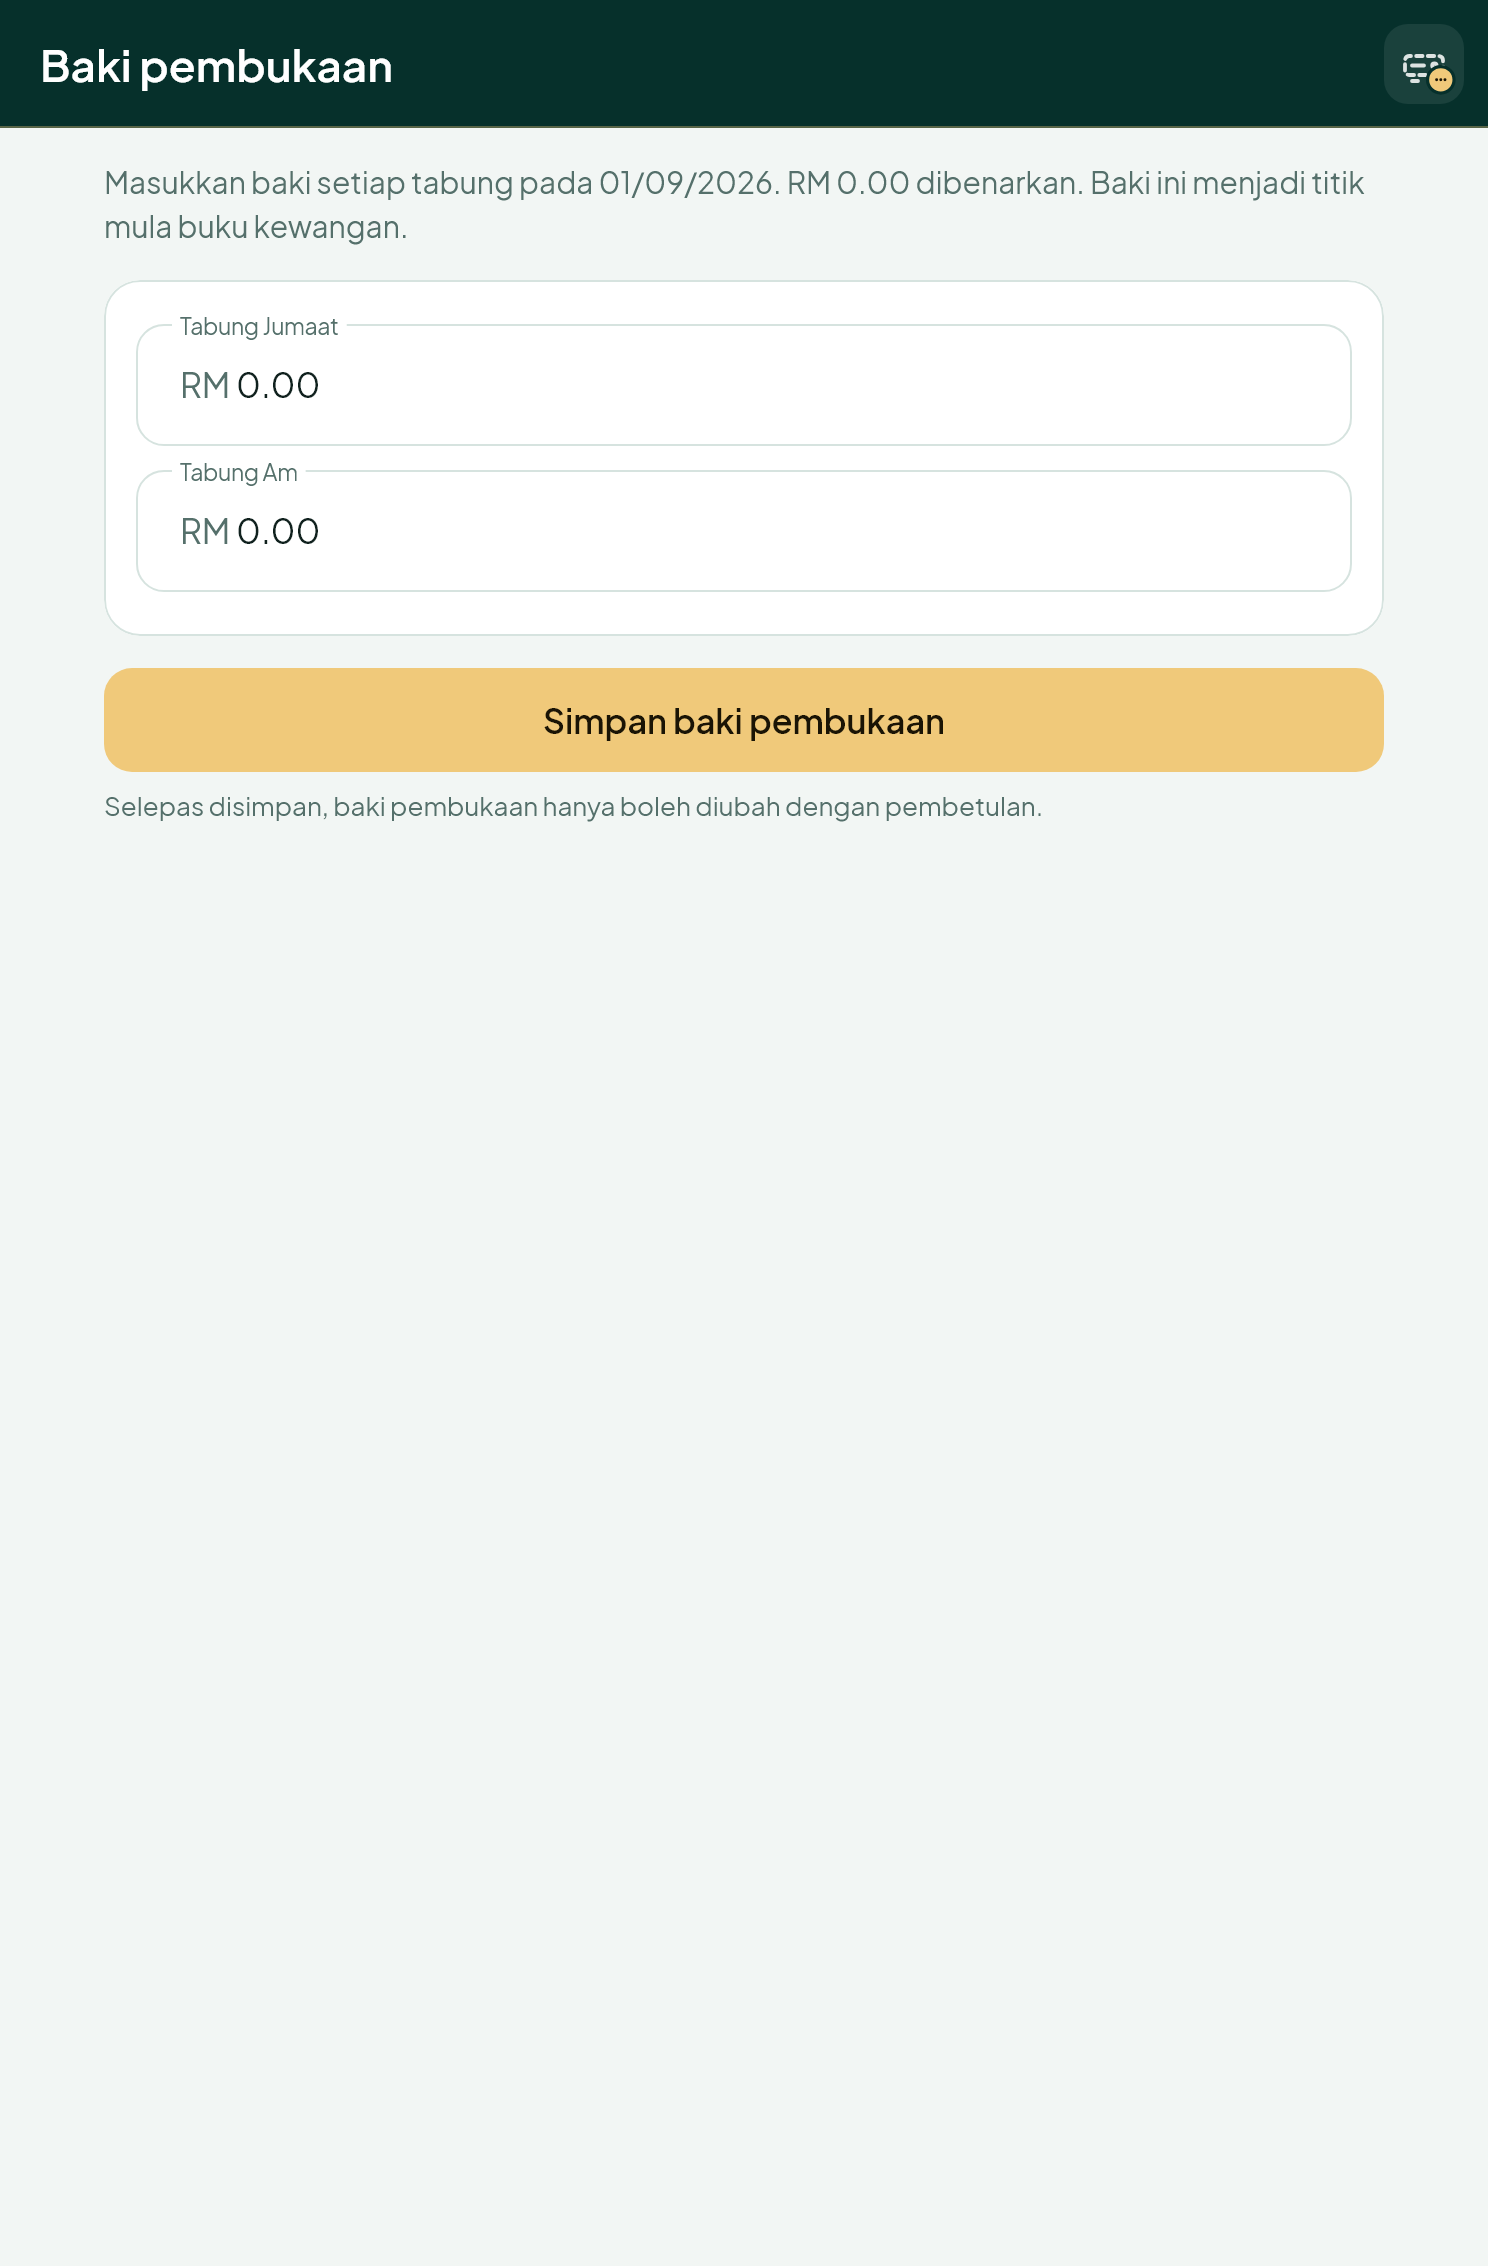 Baki pembukaan
Masukkan baki setiap tabung pada 01/09/2026. RM 0.00 dibenarkan. Baki ini menjadi titik
mula buku kewangan.
Tabung Jumaat
RM 0.00
Tabung Am
RM 0.00
Simpan baki pembukaan
Selepas disimpan, baki pembukaan hanya boleh diubah dengan pembetulan.